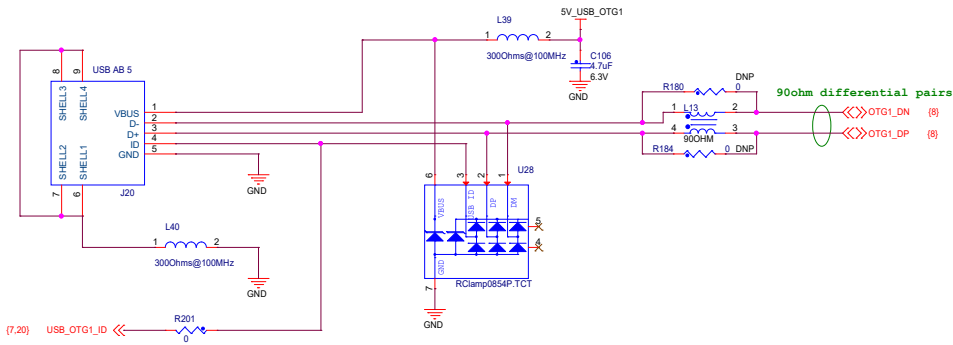 5V_USB_OTG1
L39
1 2
300Ohms@100MHz
C106
4.7uF
6.3V
GND
USB AB 5
8 9
SHELL3
SHELL4
VBUS 1
D- 2
D+ 3
ID 4
GND 5
SHELL2
SHELL1
7 6
J20
GND
R180 0 DNP
1 L13 2
4 3
90OHM
R184 0 DNP
90ohm differential pairs
OTG1_DN {8}
OTG1_DP {8}
U28
6 3 2 1
VBUS
USB ID
DP
DM
5
4
GND
7
RClamp0854P.TCT
GND
L40
1 2
300Ohms@100MHz
GND
{7,20} USB_OTG1_ID
R201
0